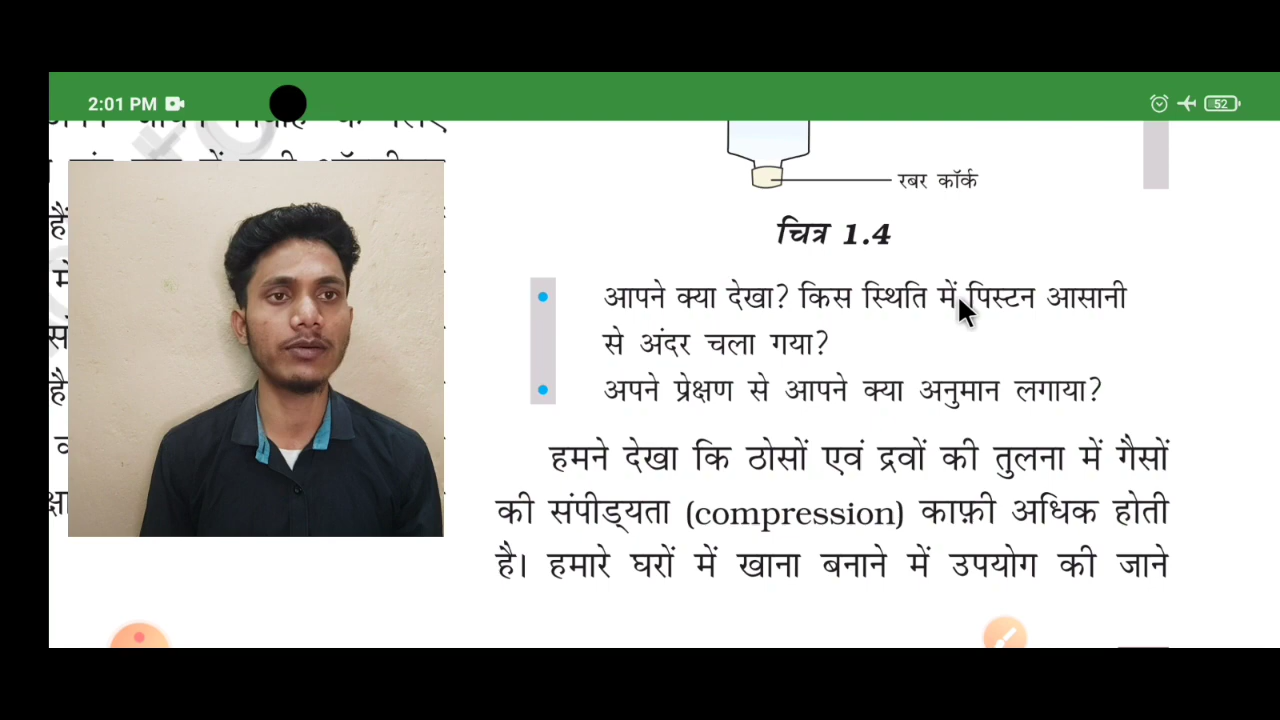 2:01 PM
52
रबर कॉर्क
चित्र 1.4
आपने क्या देखा? किस स्थिति में पिस्टन आसानी
से अंदर चला गया?
अपने प्रेक्षण से आपने क्या अनुमान लगाया?
हमने देखा कि ठोसों एवं द्रवों की तुलना में गैसों
की संपीड्यता (compression) काफ़ी अधिक होती
है। हमारे घरों में खाना बनाने में उपयोग की जाने